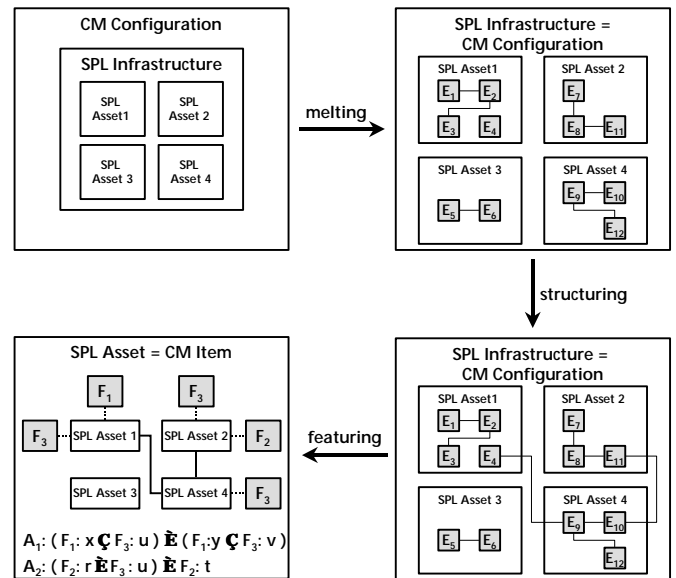 CM Configuration
SPL Infrastructure
SPL
Asset1
SPL
Asset 2
SPL
Asset 3
SPL
Asset 4
melting
SPL Infrastructure =
CM Configuration
SPL Asset1
E1
E2
E3
E4
SPL Asset 2
E7
E8
E11
SPL Asset 3
E5
E6
SPL Asset 4
E9
E10
E12
structuring
SPL Infrastructure =
CM Configuration
SPL Asset1
E1
E2
E3
E4
SPL Asset 2
E7
E8
E11
SPL Asset 3
E5
E6
SPL Asset 4
E9
E10
E12
featuring
SPL Asset = CM Item
F1
F3
F3
SPL Asset 1
SPL Asset 2
F2
SPL Asset 3
SPL Asset 4
F3
A1: (F1: x Ç F3: u) È (F1:y Ç F3: v)
A2: (F2: r È F3: u) È F2: t